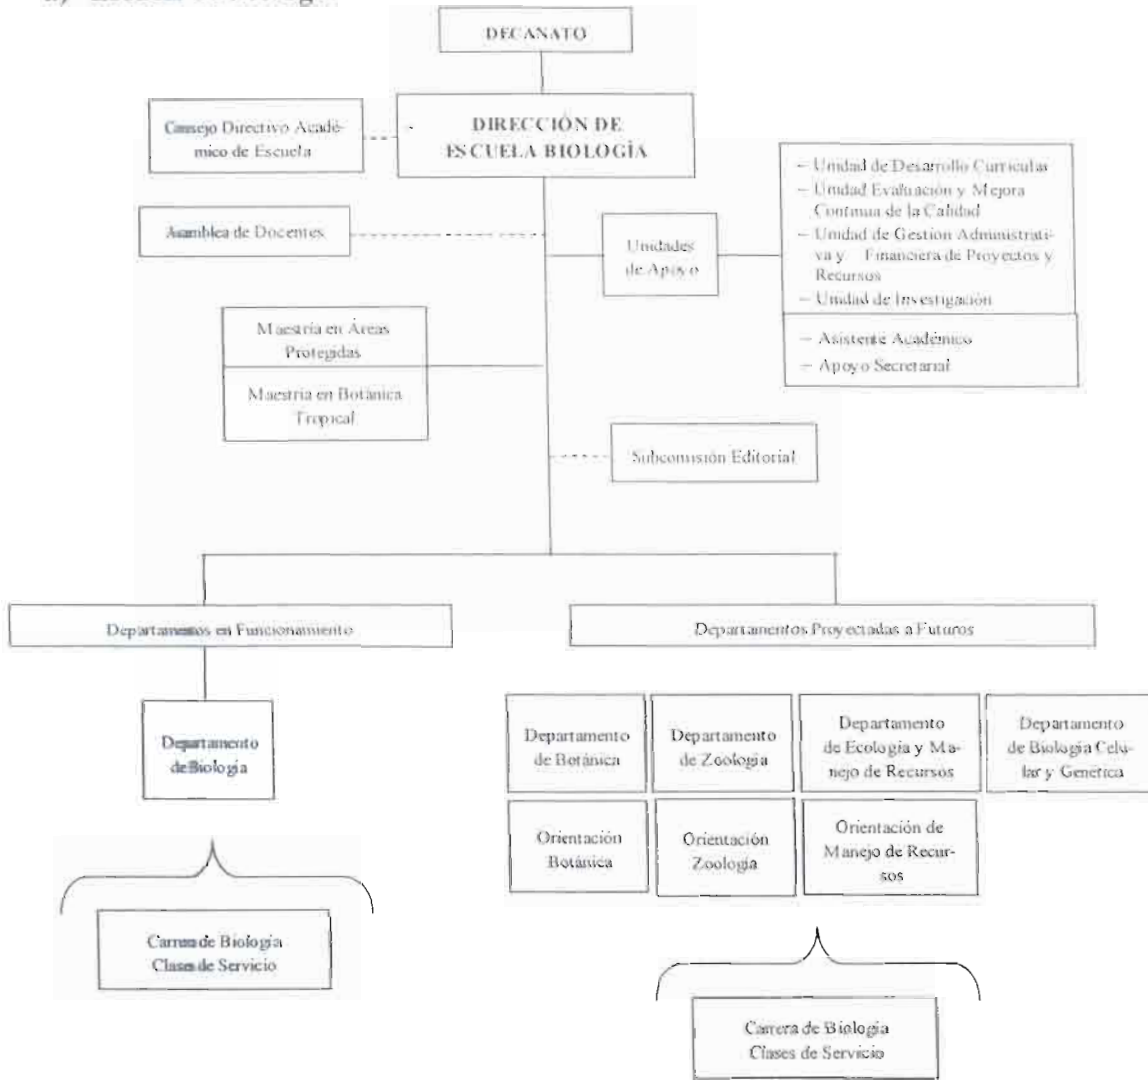 a)
DECANATO
Consejo Directivo Acadé-
mico de Escuela
DIRECCIÓN DE
ESCUELA BIOLOGÍA
Asamblea de Docentes
Unidades
de Apoyo
– Unidad de Desarrollo Curricular
– Unidad Evaluación y Mejora
Continua de la Calidad
– Unidad de Gestion Administrati-
va y Financiera de Proyectos y
Recursos
– Unidad de Investigación
– Asistente Académico
– Apoyo Secretarial
Maestría en Áreas
Protegidas
Maestría en Botánica
Tropical
Subcomisión Editorial
Departamentos en Funcionamiento
Departamentos Proyectadas a Futuros
Departamento
de Biología
Departamento
de Botánica
Departamento
de Zoología
Departamento
de Ecología y Ma-
nejo de Recursos
Departamento
de Biología Celu-
lar y Genética
Orientación
Botánica
Orientación
Zoología
Orientación de
Manejo de Recur-
sos
Carrera de Biología
Clases de Servicio
Carrera de Biología
Clases de Servicio